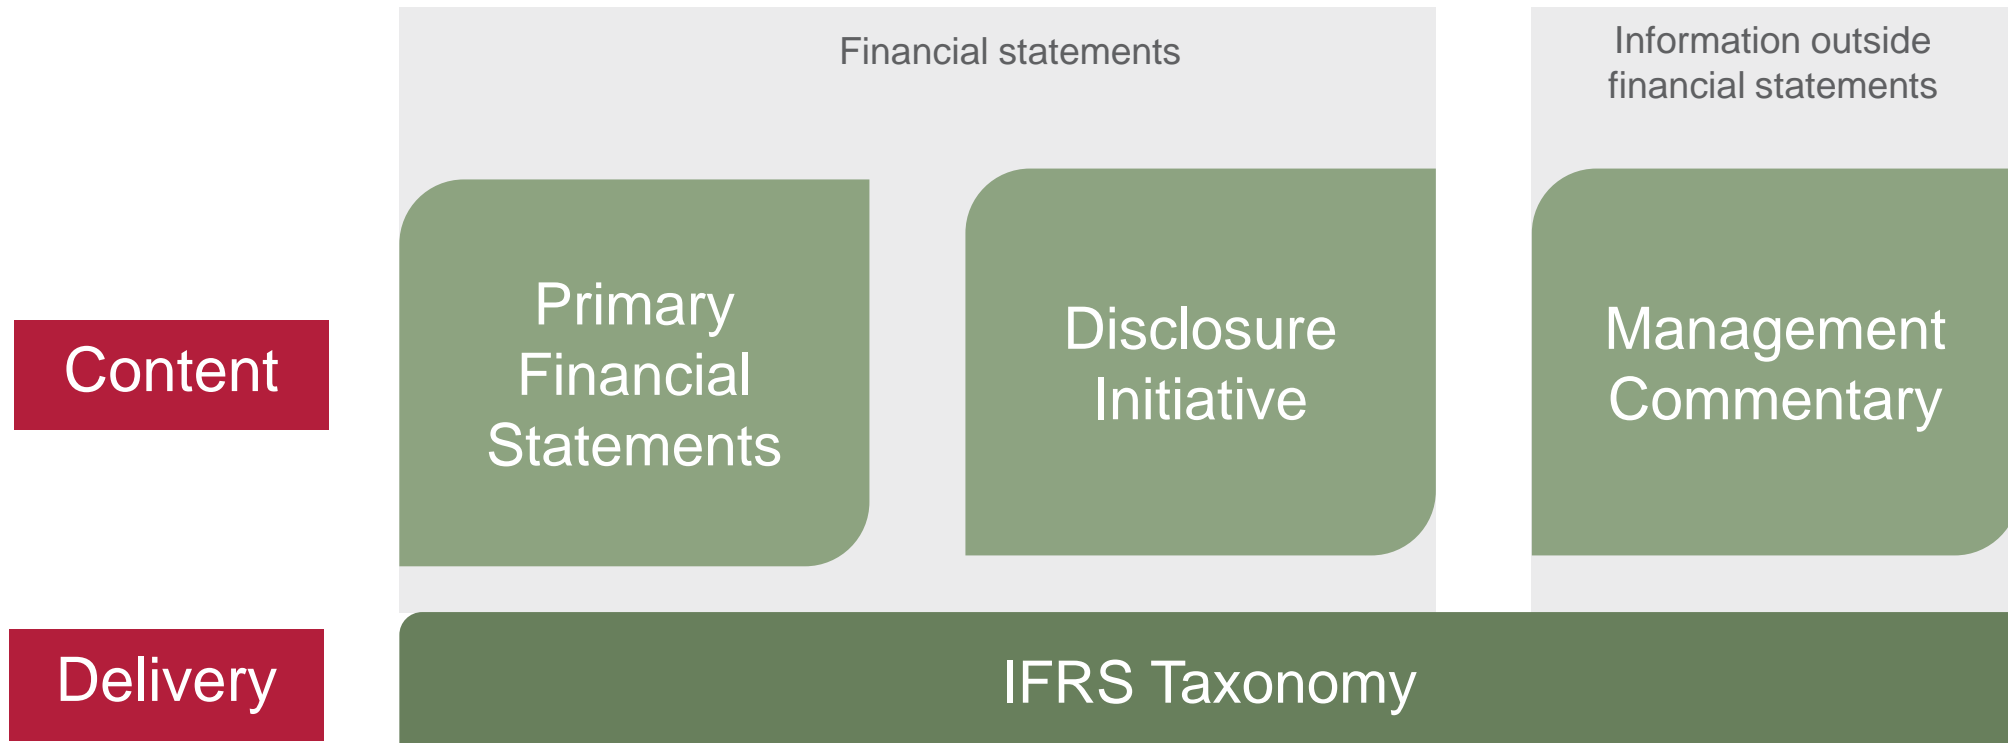 Financial statements
Information outside
financial statements
Content
Primary
Financial
Statements
Disclosure
Initiative
Management
Commentary
Delivery
IFRS Taxonomy